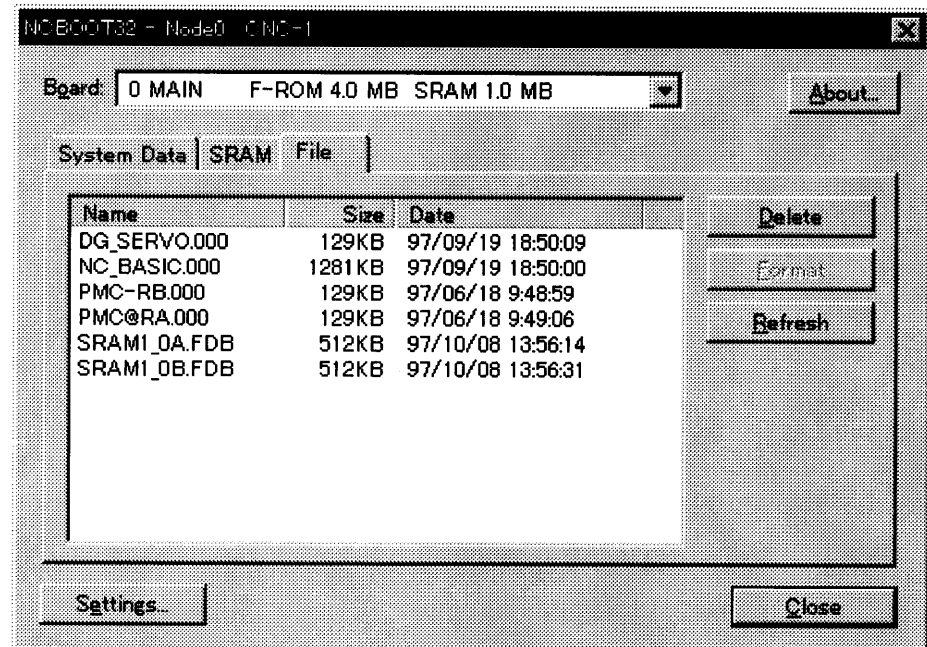 NCBOOT32 - Node0 CNC-1
Board: 0 MAIN F-ROM 4.0 MB SRAM 1.0 MB About...
System Data SRAM File
Name Size Date
DG_SERVO.000 129KB 97/09/19 18:50:09
NC_BASIC.000 1281KB 97/09/19 18:50:00
PMC-RB.000 129KB 97/06/18 9:48:59
PMC@RA.000 129KB 97/06/18 9:49:06
SRAM1_0A.FDB 512KB 97/10/08 13:56:14
SRAM1_0B.FDB 512KB 97/10/08 13:56:31
Delete
Format
Refresh
Settings...
Close